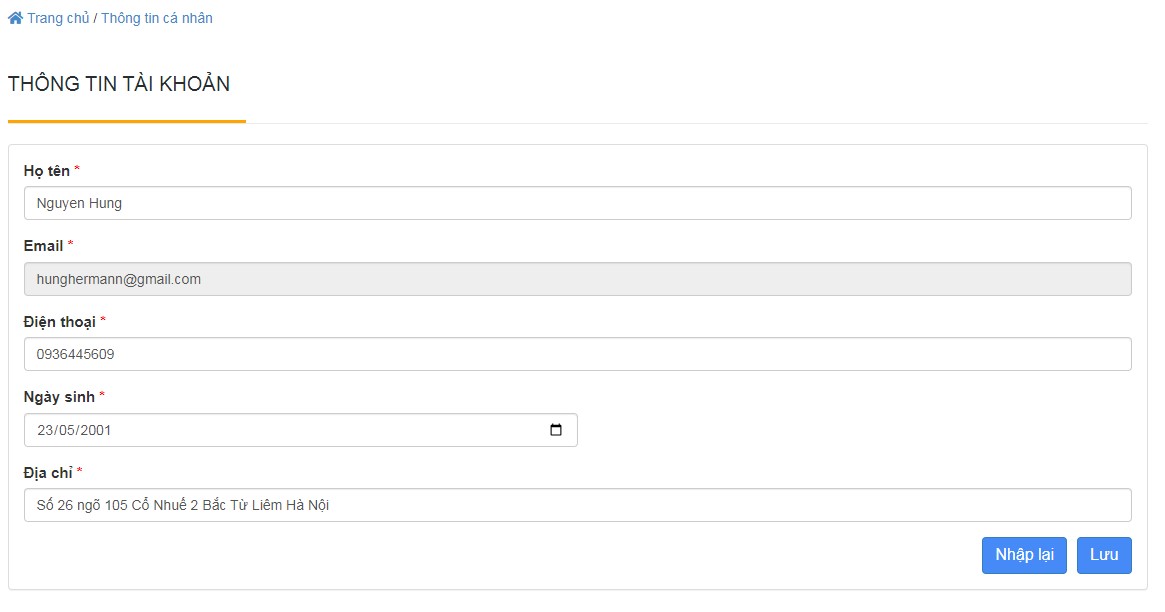 Trang chủ / Thông tin cá nhân
THÔNG TIN TÀI KHOẢN
Họ tên *
Nguyen Hung
Email *
hunghermann@gmail.com
Điện thoại *
0936445609
Ngày sinh *
23/05/2001
Địa chỉ *
Số 26 ngõ 105 Cổ Nhuế 2 Bắc Từ Liêm Hà Nội
Nhập lại Lưu